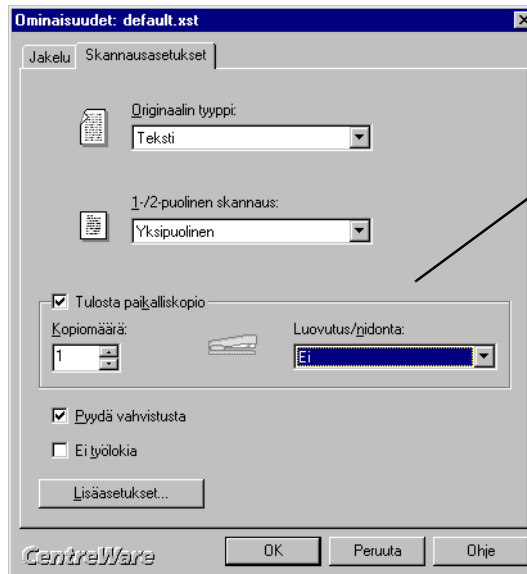 Ominaisuudet: default.xst
Jakelu Skannausasetukset
Originaalin tyyppi:
Teksti
1-/2-puolinen skannaus:
Yksipuolinen
Tulosta paikalliskopio
Kopiomäärä: Luovutus/nidonta:
1 Ei
Pyydä vahvistusta
Ei työlokia
Lisäasetukset...
CentreWare OK Peruuta Ohje